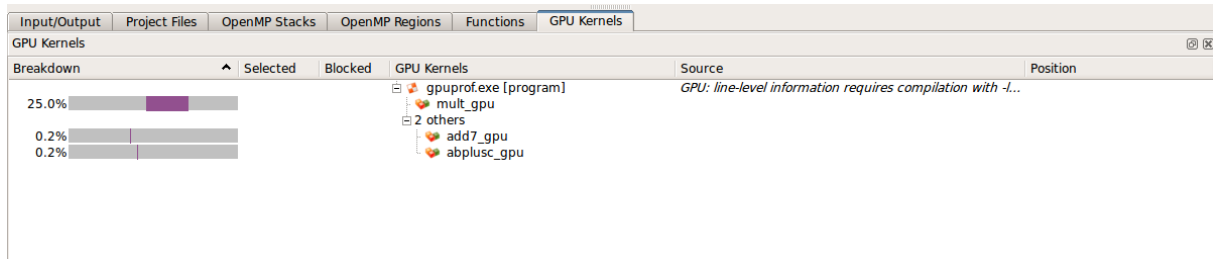 Input/Output Project Files OpenMP Stacks OpenMP Regions Functions GPU Kernels
GPU Kernels
Breakdown Selected Blocked GPU Kernels Source Position
gpuprof.exe [program] GPU: line-level information requires compilation with -l...
25.0% mult_gpu
2 others
0.2% add7_gpu
0.2% abplusc_gpu